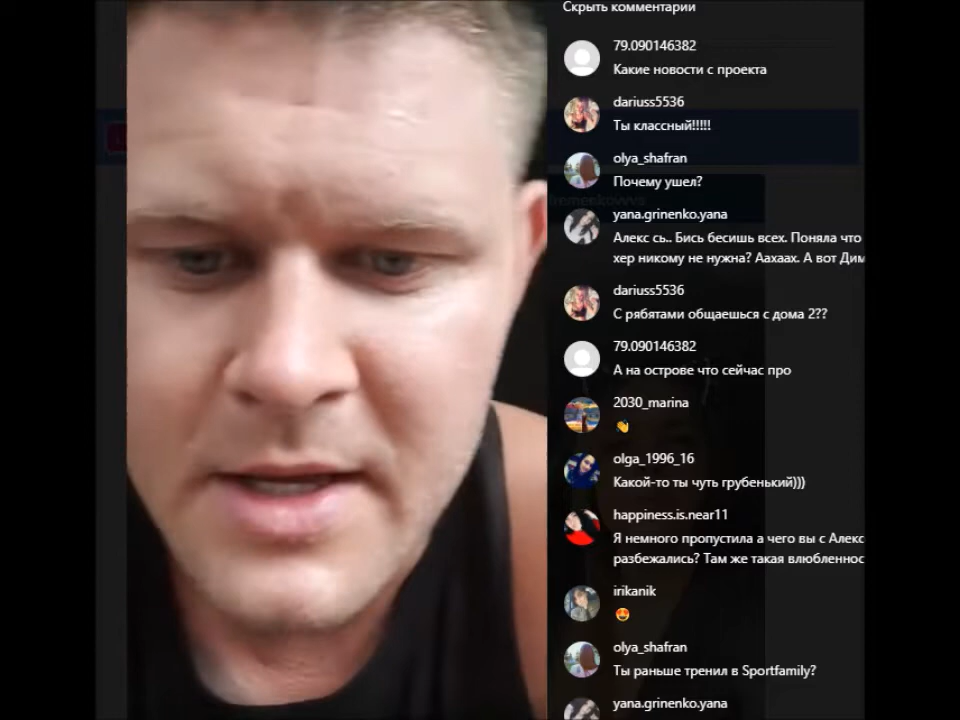 Скрыть комментарии
79.090146382
Какие новости с проекта
dariuss5536
Ты классный!!!!!
olya_shafran
Почему ушел?
yana.grinenko.yana
Алекс сь.. Бись бесишь всех. Поняла что
хер никому не нужна? Аахаах. А вот Дим
dariuss5536
С рябятами общаешься с дома 2??
79.090146382
А на острове что сейчас про
2030_marina
👏
olga_1996_16
Какой-то ты чуть грубенький)))
happiness.is.near11
Я немного пропустила а чего вы с Алекс
разбежались? Там же такая влюбленнос
irikanik
😍
olya_shafran
Ты раньше тренил в Sportfamily?
yana.grinenko.yana